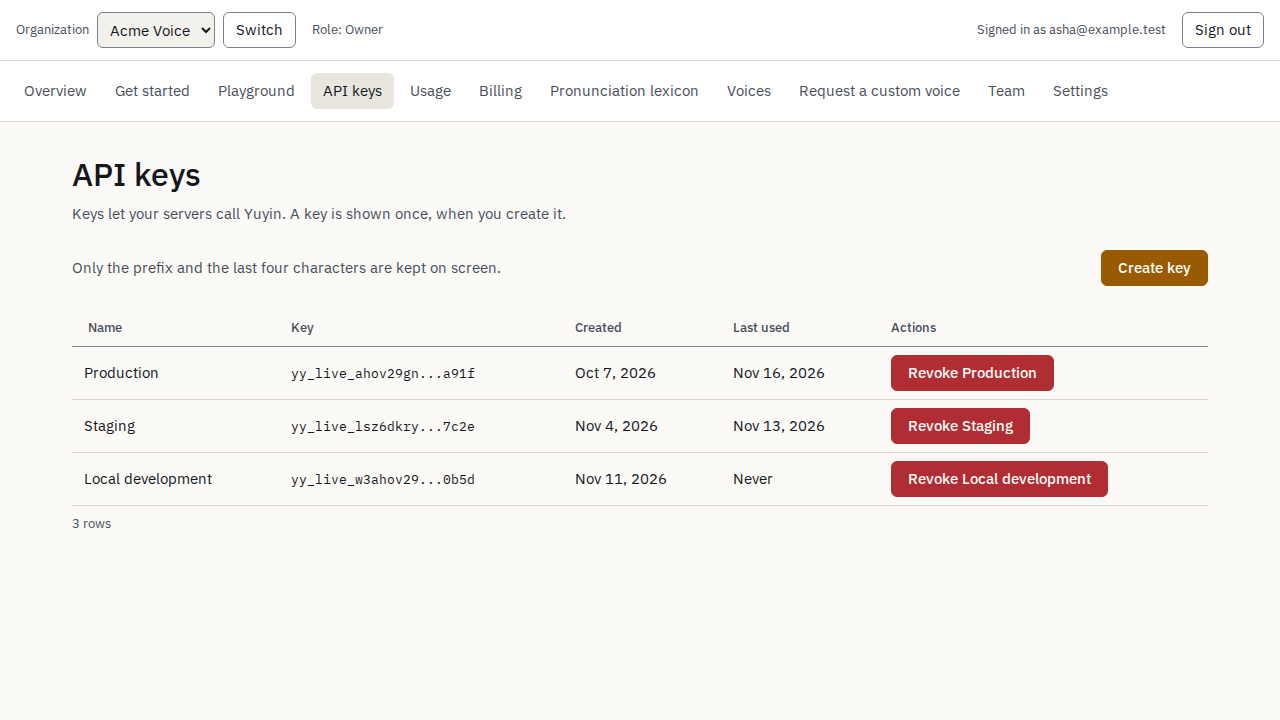 Organization Acme Voice Switch Role: Owner Signed in as asha@example.test Sign out
Overview Get started Playground API keys Usage Billing Pronunciation lexicon Voices Request a custom voice Team Settings
API keys
Keys let your servers call Yuyin. A key is shown once, when you create it.
Only the prefix and the last four characters are kept on screen. Create key
Name Key Created Last used Actions
Production yy_live_ahov29gn...a91f Oct 7, 2026 Nov 16, 2026 Revoke Production
Staging yy_live_lsz6dkry...7c2e Nov 4, 2026 Nov 13, 2026 Revoke Staging
Local development yy_live_w3ahov29...0b5d Nov 11, 2026 Never Revoke Local development
3 rows